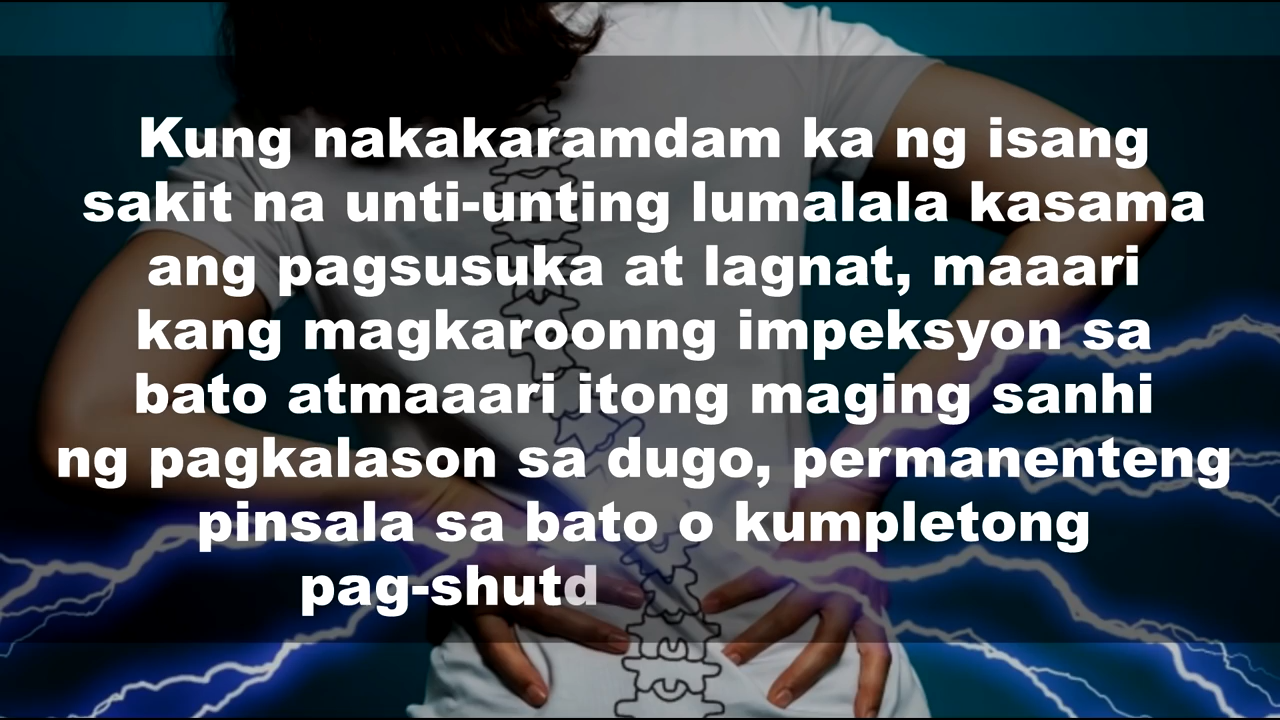 Kung nakakaramdam ka ng isang
sakit na unti-unting lumalala kasama
ang pagsusuka at lagnat, maaari
kang magkaroonng impeksyon sa
bato atmaaari itong maging sanhi
ng pagkalason sa dugo, permanenteng
pinsala sa bato o kumpletong
pag-shutd